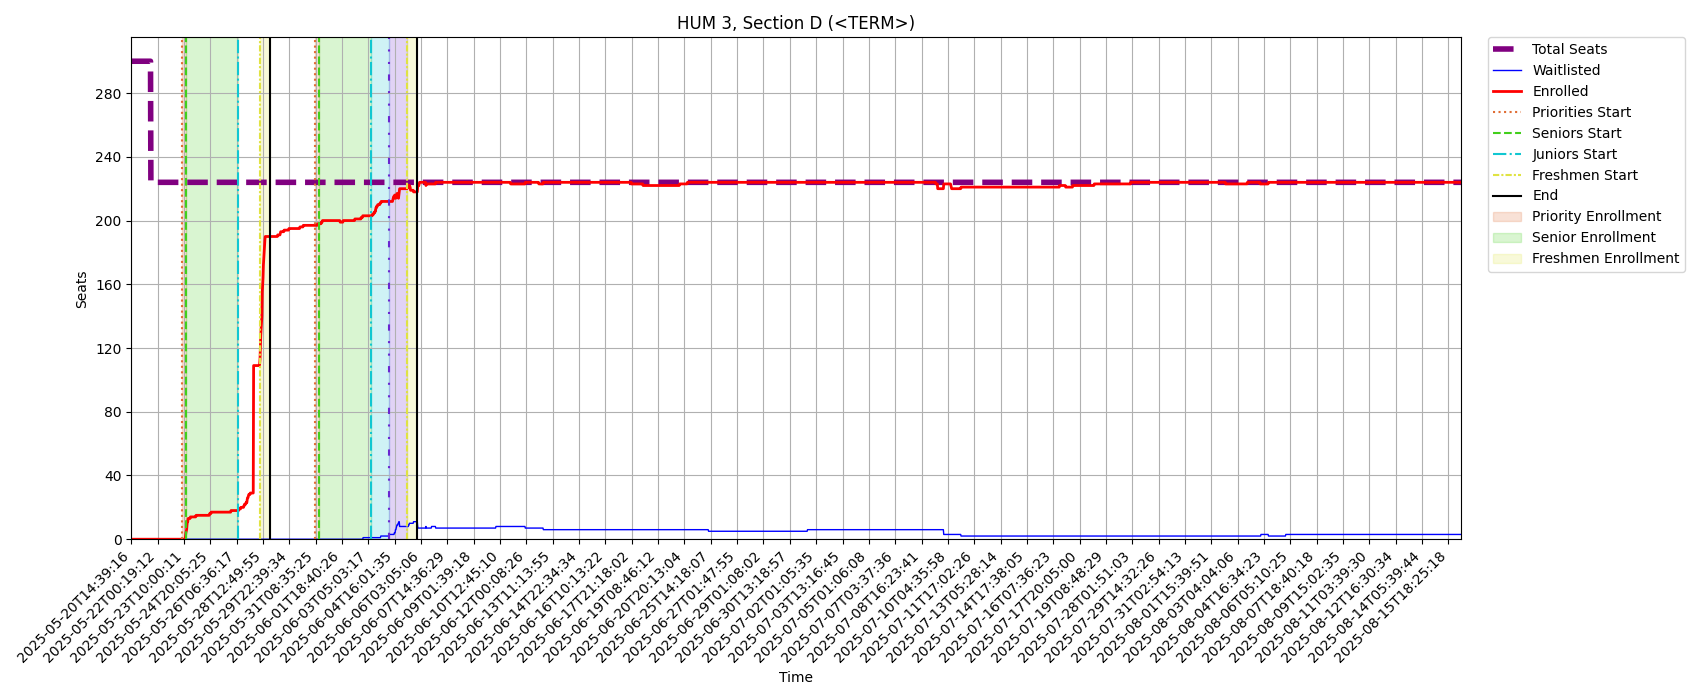 HUM 3, Section D (<TERM>)
Total Seats
Waitlisted
Enrolled
Priorities Start
Seniors Start
Juniors Start
Freshmen Start
End
Priority Enrollment
Senior Enrollment
Freshmen Enrollment
Seats
280
240
200
160
120
80
40
0
2025-05-20T14:39:16
2025-05-22T00:19:12
2025-05-23T10:00:11
2025-05-24T20:05:25
2025-05-26T06:36:17
2025-05-28T12:49:55
2025-05-29T22:39:34
2025-05-31T08:35:25
2025-06-01T18:40:26
2025-06-03T05:03:17
2025-06-04T16:01:35
2025-06-06T03:05:06
2025-06-07T14:36:29
2025-06-10T01:39:18
2025-06-10T12:45:10
2025-06-12T00:08:26
2025-06-13T11:13:55
2025-06-14T22:34:34
2025-06-16T10:13:22
2025-06-17T21:18:02
2025-06-19T08:46:12
2025-06-20T20:13:04
2025-06-25T14:18:07
2025-06-27T01:47:55
2025-06-29T01:08:02
2025-06-30T13:18:57
2025-07-02T01:05:35
2025-07-03T13:16:45
2025-07-05T01:06:08
2025-07-07T03:37:36
2025-07-08T16:23:41
2025-07-10T04:35:58
2025-07-11T17:02:26
2025-07-13T05:28:14
2025-07-14T17:38:05
2025-07-16T07:36:23
2025-07-17T20:05:00
2025-07-19T08:48:29
2025-07-28T01:51:03
2025-07-29T14:32:26
2025-07-31T02:54:13
2025-08-01T15:39:51
2025-08-03T04:04:06
2025-08-04T16:34:23
2025-08-06T05:10:25
2025-08-07T18:40:18
2025-08-09T15:02:35
2025-08-11T03:39:30
2025-08-12T16:30:34
2025-08-14T05:39:44
2025-08-15T18:25:18
Time